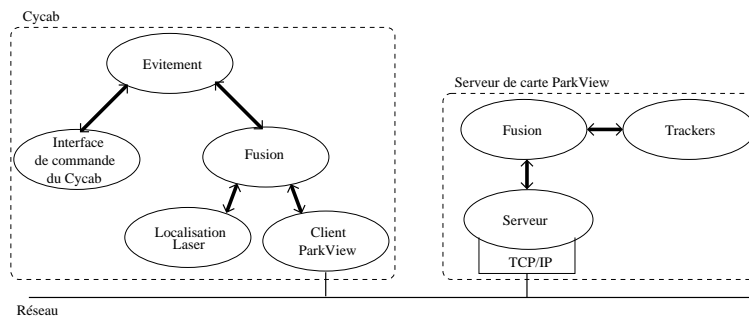 Cycab
Evitement
Interface
de commande
du Cycab
Fusion
Localisation
Laser
Client
ParkView
Serveur de carte ParkView
Fusion
Trackers
Serveur
TCP/IP
Réseau